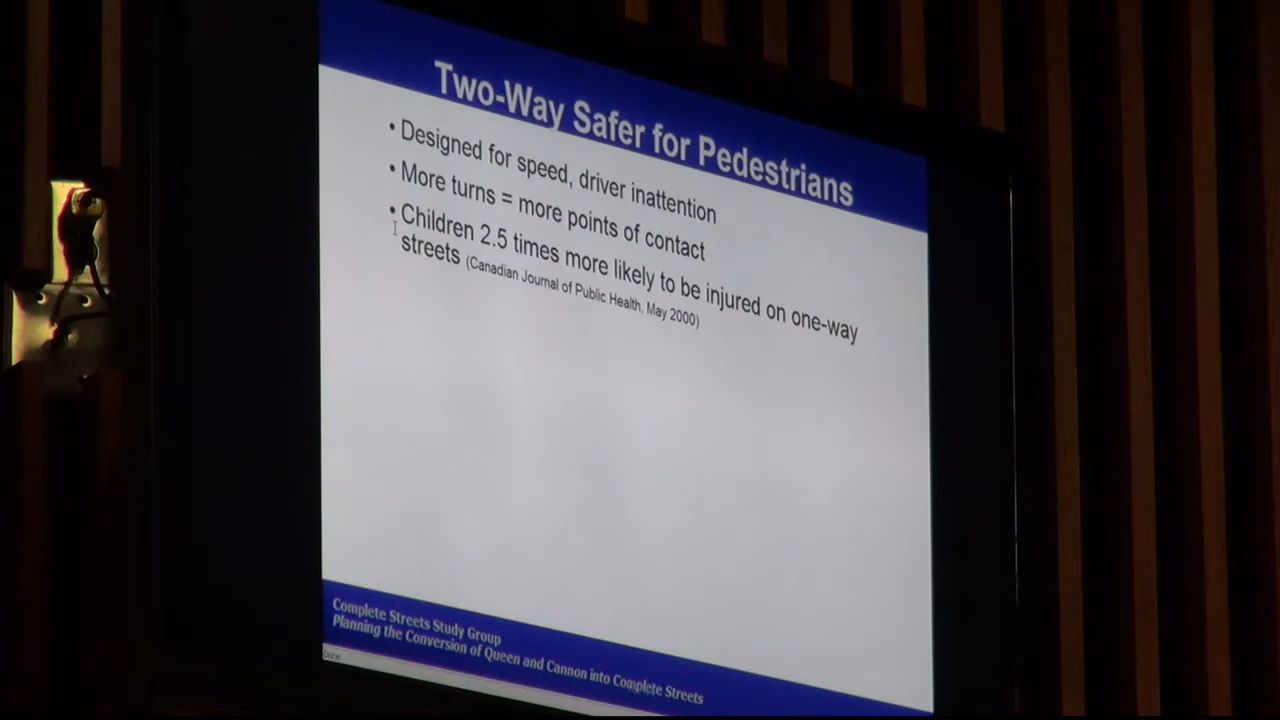 Two-Way Safer for Pedestrians
• Designed for speed, driver inattention
• More turns = more points of contact
• Children 2.5 times more likely to be injured on one-way
streets (Canadian Journal of Public Health, May 2000)
Complete Streets Study Group
Planning the Conversion of Queen and Cannon into Complete Streets
Done